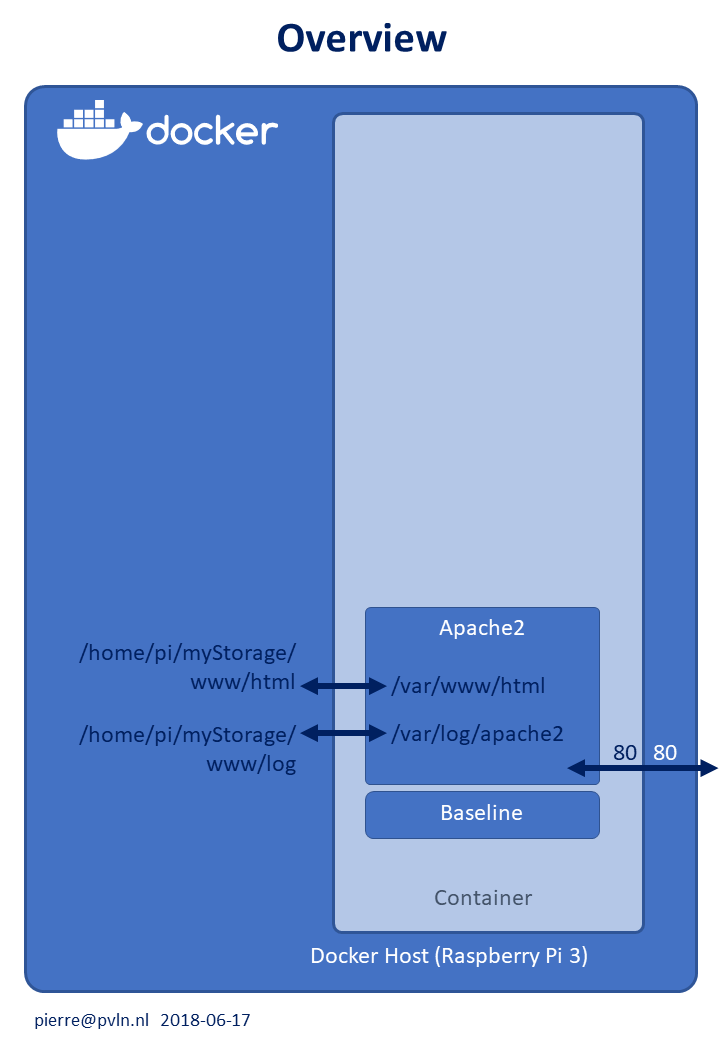 Overview
docker
Apache2
/home/pi/myStorage/
www/html
/var/www/html
/home/pi/myStorage/
www/log
/var/log/apache2
80 80
Baseline
Container
Docker Host (Raspberry Pi 3)
pierre@pvln.nl 2018-06-17